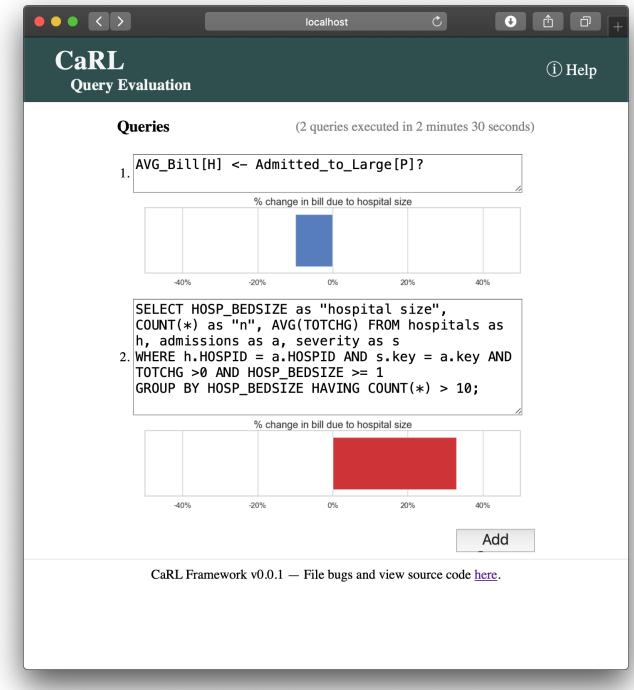 localhost
CaRL
Query Evaluation
Help
Queries
(2 queries executed in 2 minutes 30 seconds)
1.
AVG_Bill[H] <- Admitted_to_Large[P]?
% change in bill due to hospital size
-40% -20% 0% 20% 40%
SELECT HOSP_BEDSIZE as "hospital size",
COUNT(*) as "n", AVG(TOTCHG) FROM hospitals as
h, admissions as a, severity as s
2. WHERE h.HOSPID = a.HOSPID AND s.key = a.key AND
TOTCHG >0 AND HOSP_BEDSIZE >= 1
GROUP BY HOSP_BEDSIZE HAVING COUNT(*) > 10;
% change in bill due to hospital size
-40% -20% 0% 20% 40%
Add
CaRL Framework v0.0.1 — File bugs and view source code here.